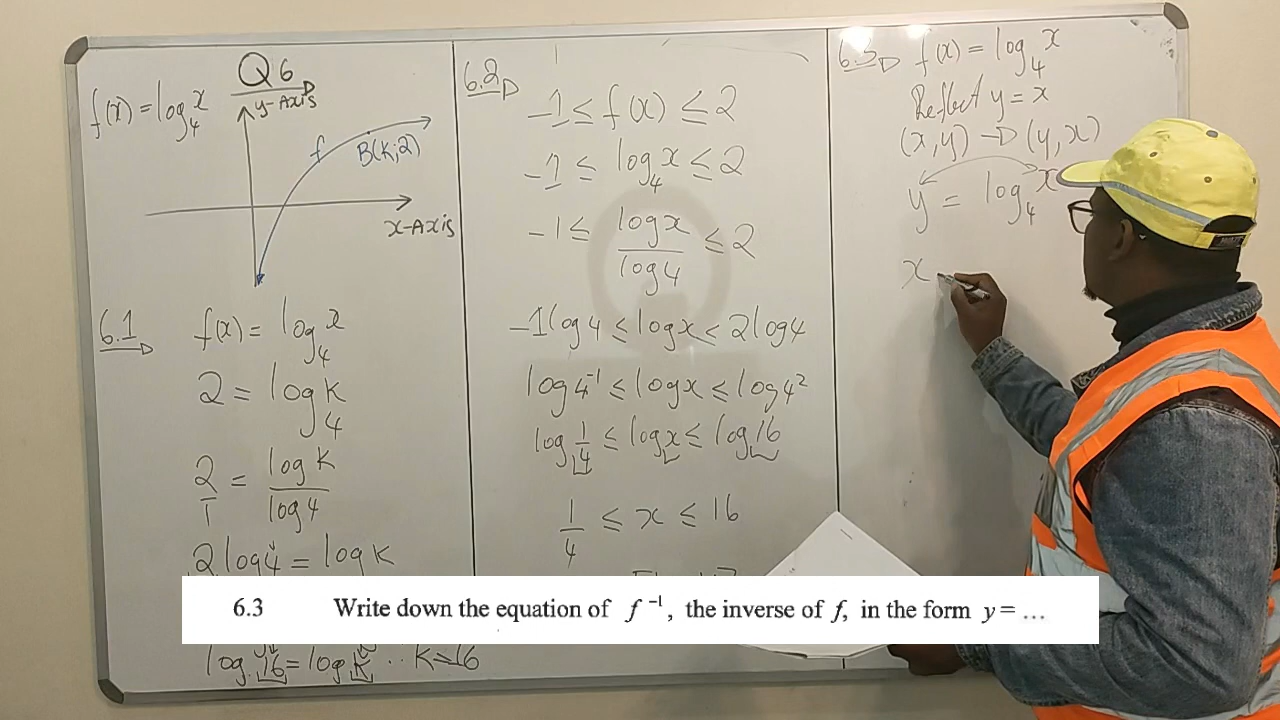 Q6
f(x) = log₄ x
y-Axis
f
B(K;2)
x-Axis
6.1
f(x) = log₄ x
2 = log₄ K
2/1 = log K / log 4
2 log 4 = log K
log 16 = log K ∴ K=16
6.2
-1 ≤ f(x) ≤ 2
-1 ≤ log₄ x ≤ 2
-1 ≤ log x / log 4 ≤ 2
-1 log 4 ≤ log x ≤ 2 log 4
log 4⁻¹ ≤ log x ≤ log 4²
log 1/4 ≤ log x ≤ log 16
1/4 ≤ x ≤ 16
6.3
f(x) = log₄ x
Reflect y = x
(x,y) → (y,x)
y = log₄ x
x
6.3 Write down the equation of f⁻¹, the inverse of f, in the form y = ...